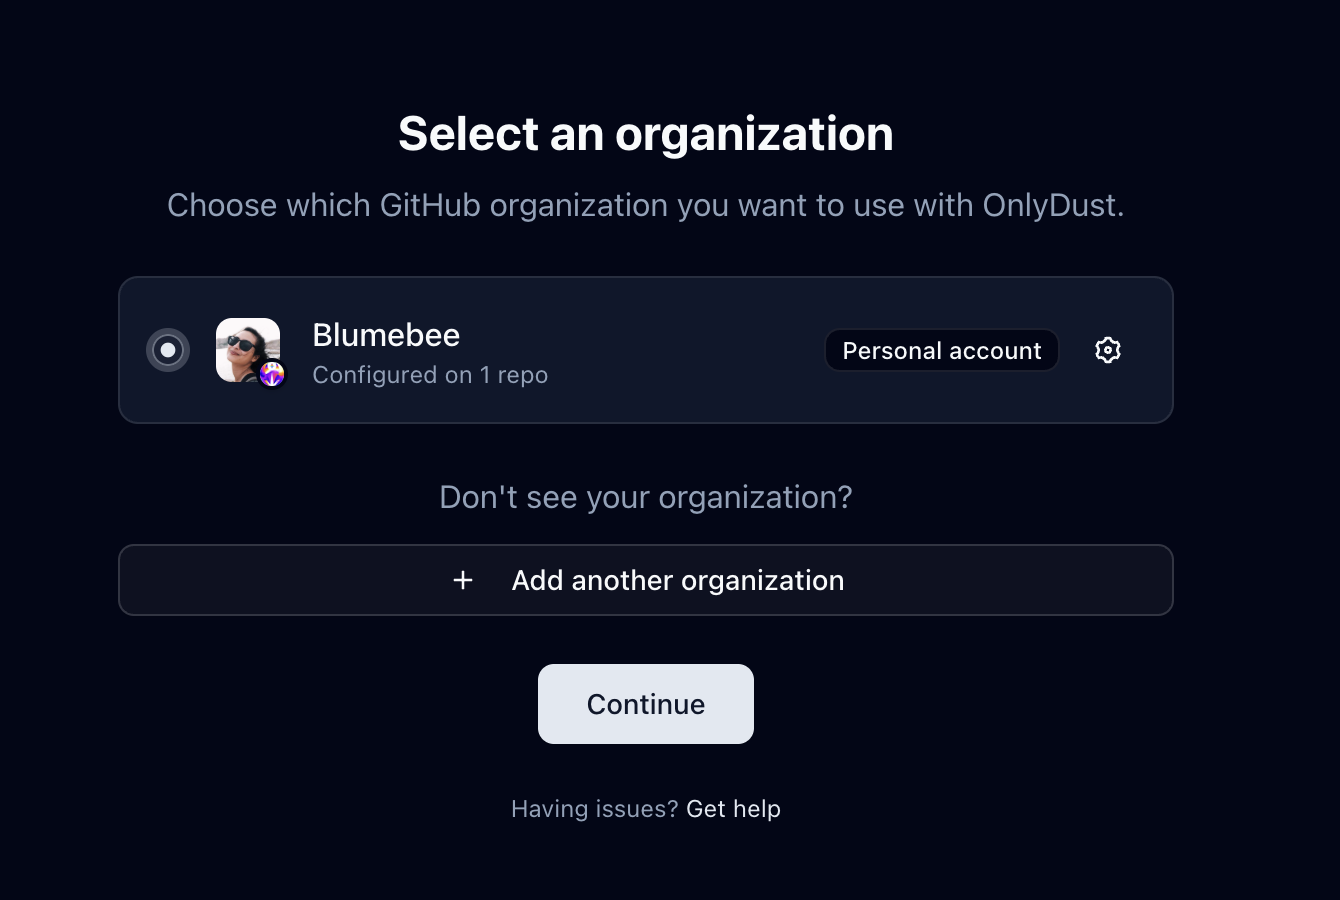 Select an organization
Choose which GitHub organization you want to use with OnlyDust.
Blumebee
Configured on 1 repo
Personal account
Don't see your organization?
Add another organization
Continue
Having issues? Get help